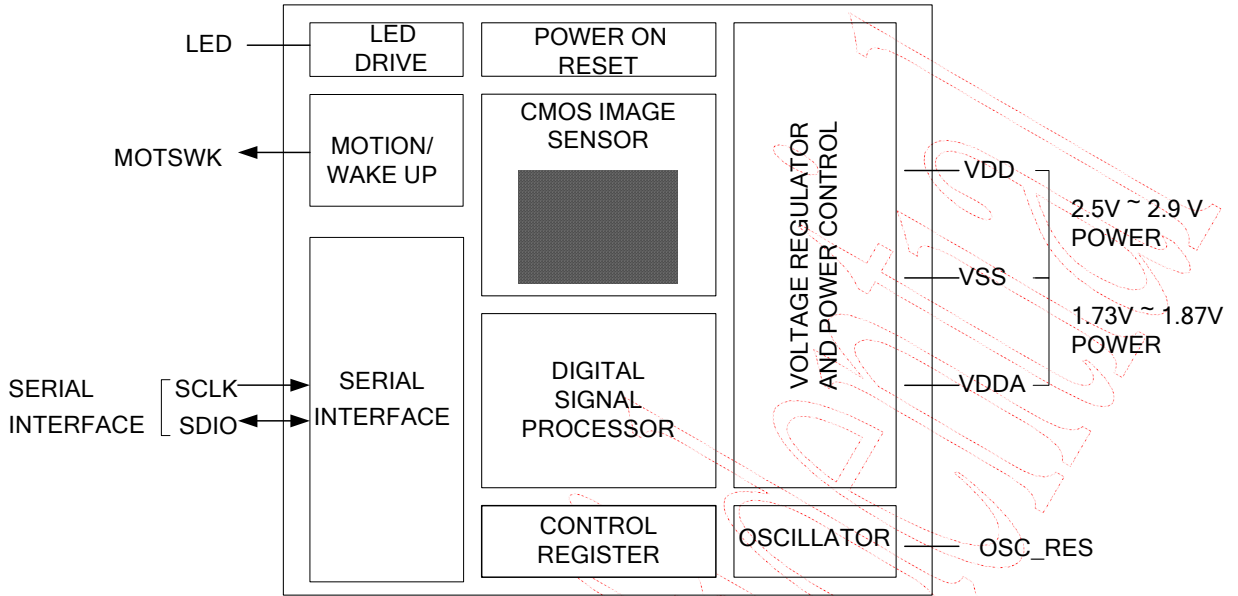 LED
LED
DRIVE
POWER ON
RESET
MOTSWK
MOTION/
WAKE UP
CMOS IMAGE
SENSOR
VOLTAGE REGULATOR
AND POWER CONTROL
VDD
2.5V ~ 2.9 V
POWER
VSS
1.73V ~ 1.87V
POWER
VDDA
SERIAL
INTERFACE
SCLK
SDIO
SERIAL
INTERFACE
DIGITAL
SIGNAL
PROCESSOR
CONTROL
REGISTER
OSCILLATOR
OSC_RES